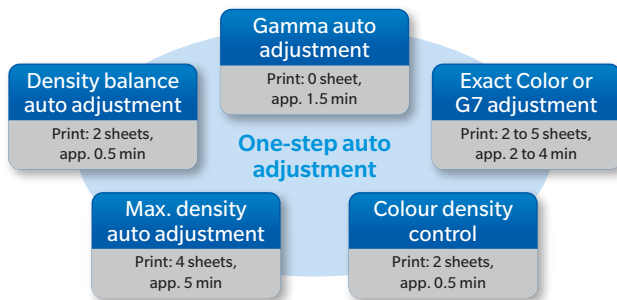 Gamma auto
adjustment
Print: 0 sheet,
app. 1.5 min
Density balance
auto adjustment
Print: 2 sheets,
app. 0.5 min
Exact Color or
G7 adjustment
Print: 2 to 5 sheets,
app. 2 to 4 min
One-step auto
adjustment
Max. density
auto adjustment
Print: 4 sheets,
app. 5 min
Colour density
control
Print: 2 sheets,
app. 0.5 min